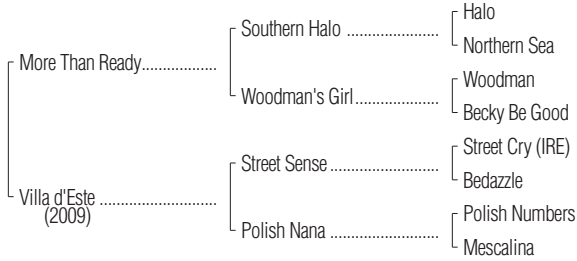 Halo
Southern Halo
Northern Sea
More Than Ready
Woodman
Woodman's Girl
Becky Be Good
Street Cry (IRE)
Street Sense
Bedazzle
Villa d'Este
(2009)
Polish Numbers
Polish Nana
Mescalina